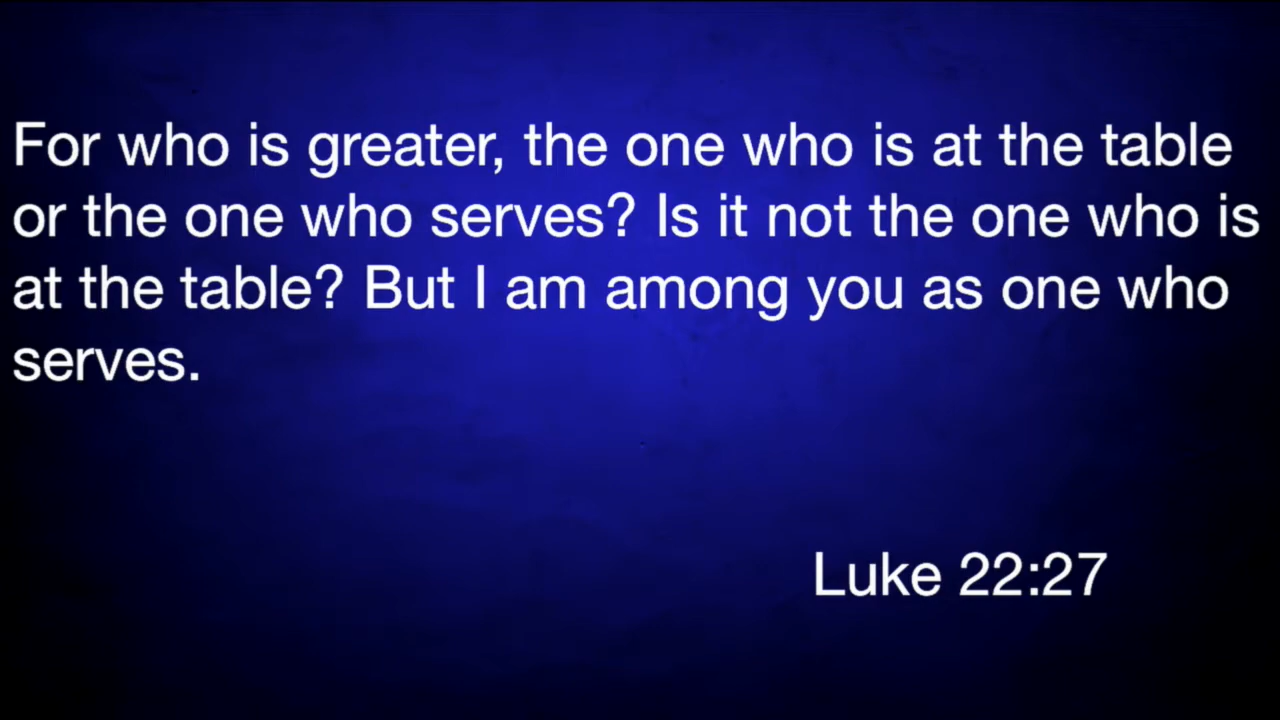 For who is greater, the one who is at the table
or the one who serves? Is it not the one who is
at the table? But I am among you as one who
serves.
Luke 22:27